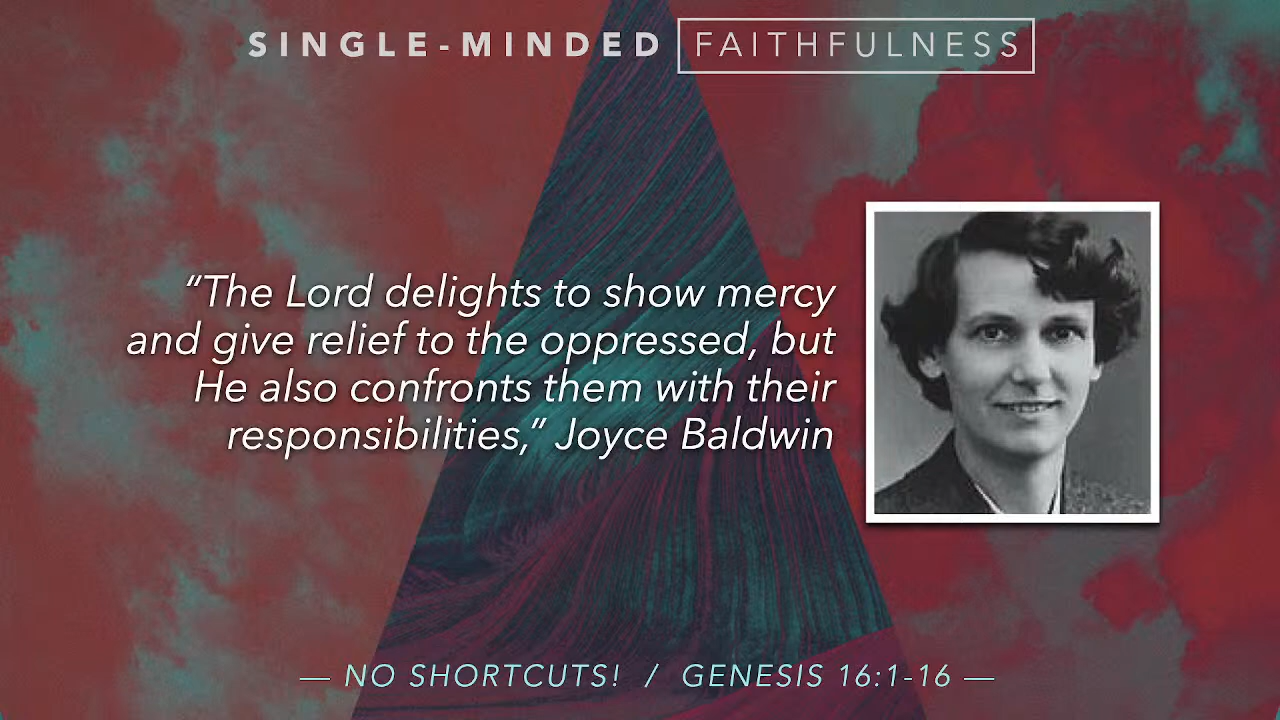 SINGLE-MINDED FAITHFULNESS
“The Lord delights to show mercy
and give relief to the oppressed, but
He also confronts them with their
responsibilities,” Joyce Baldwin
— NO SHORTCUTS! / GENESIS 16:1-16 —